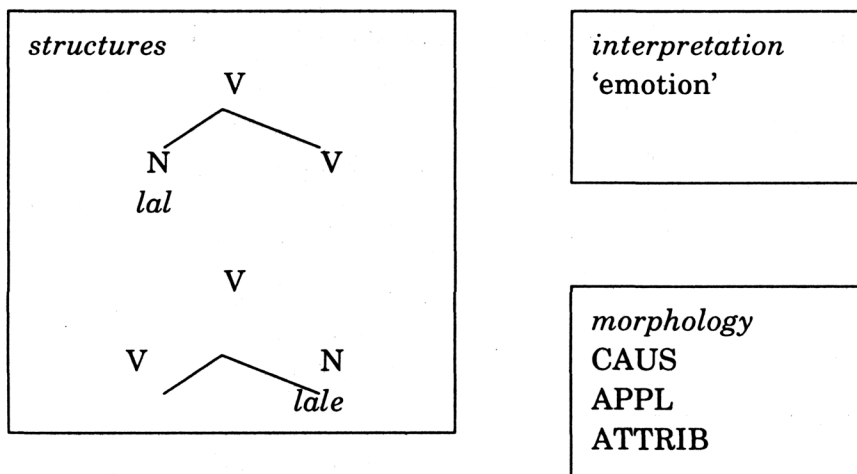 structures
V
N V
lal
V
V N
lale
interpretation
‘emotion’
morphology
CAUS
APPL
ATTRIB